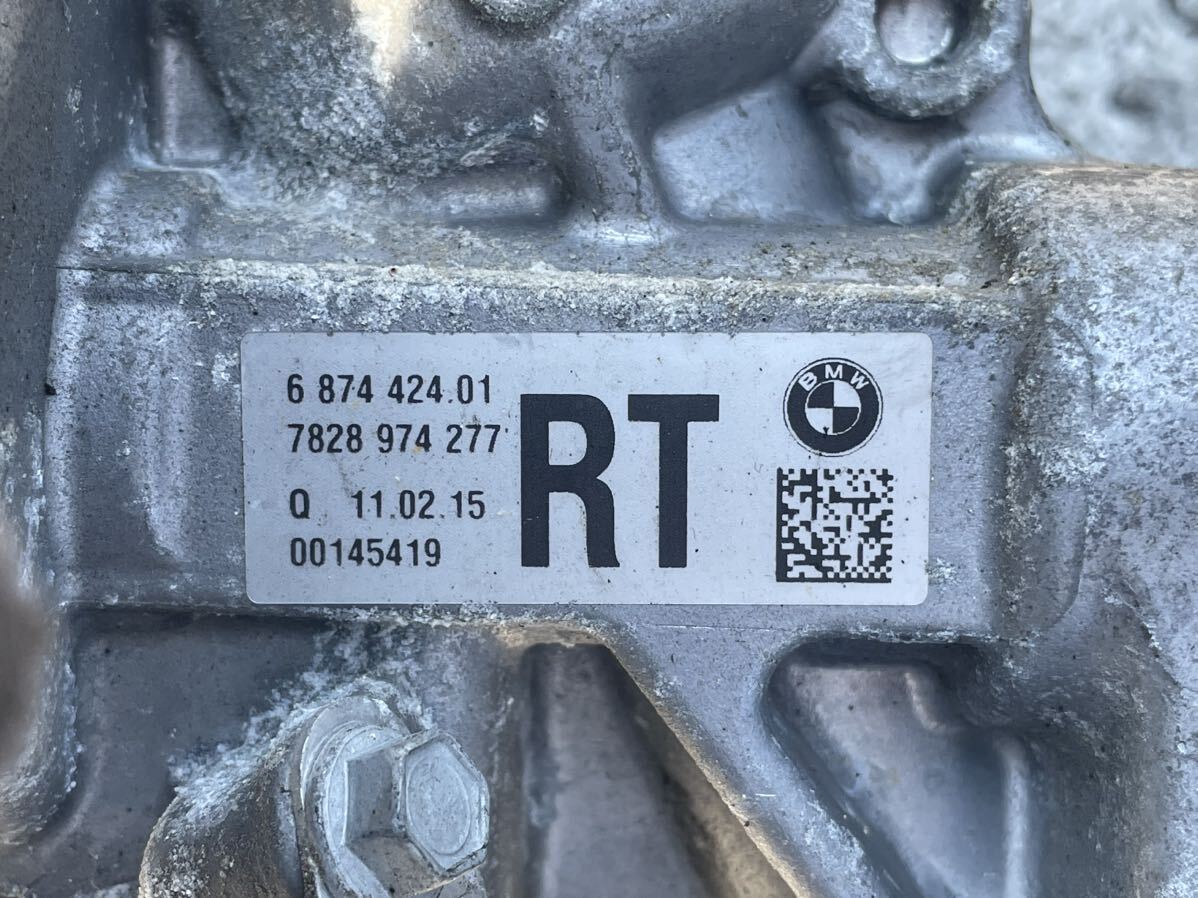 6 874 424.01
7828 974 277
Q 11.02.15
00145419
RT
BMW